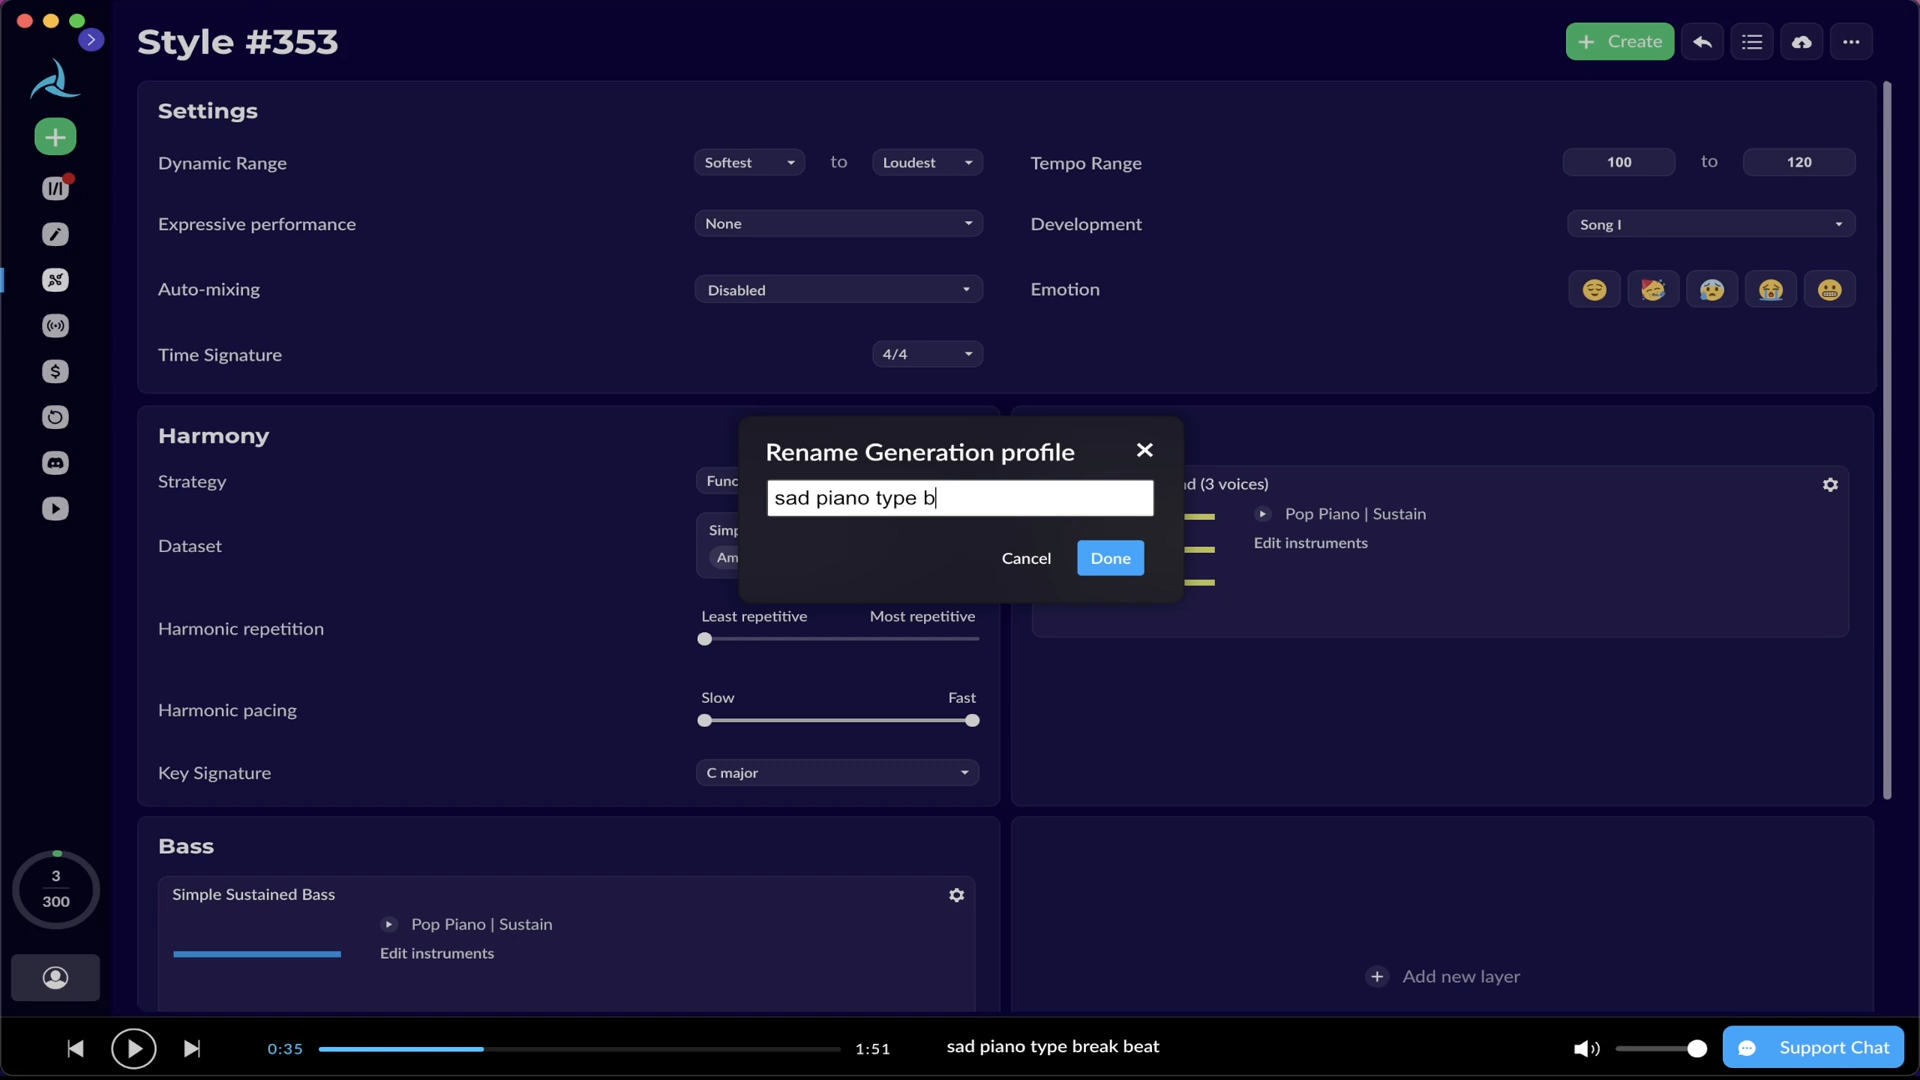 Style #353
Create
Settings
Dynamic Range
Softest
to
Loudest
Tempo Range
100
to
120
Expressive performance
None
Development
Song I
Auto-mixing
Disabled
Emotion
Time Signature
4/4
Harmony
Strategy
Func
Dataset
Simp
Am
Harmonic repetition
Least repetitive
Most repetitive
Harmonic pacing
Slow
Fast
Key Signature
C major
Rename Generation profile
sad piano type b
Cancel
Done
nd (3 voices)
Pop Piano | Sustain
Edit instruments
Bass
Simple Sustained Bass
Pop Piano | Sustain
Edit instruments
Add new layer
3
300
0:35
1:51
sad piano type break beat
Support Chat